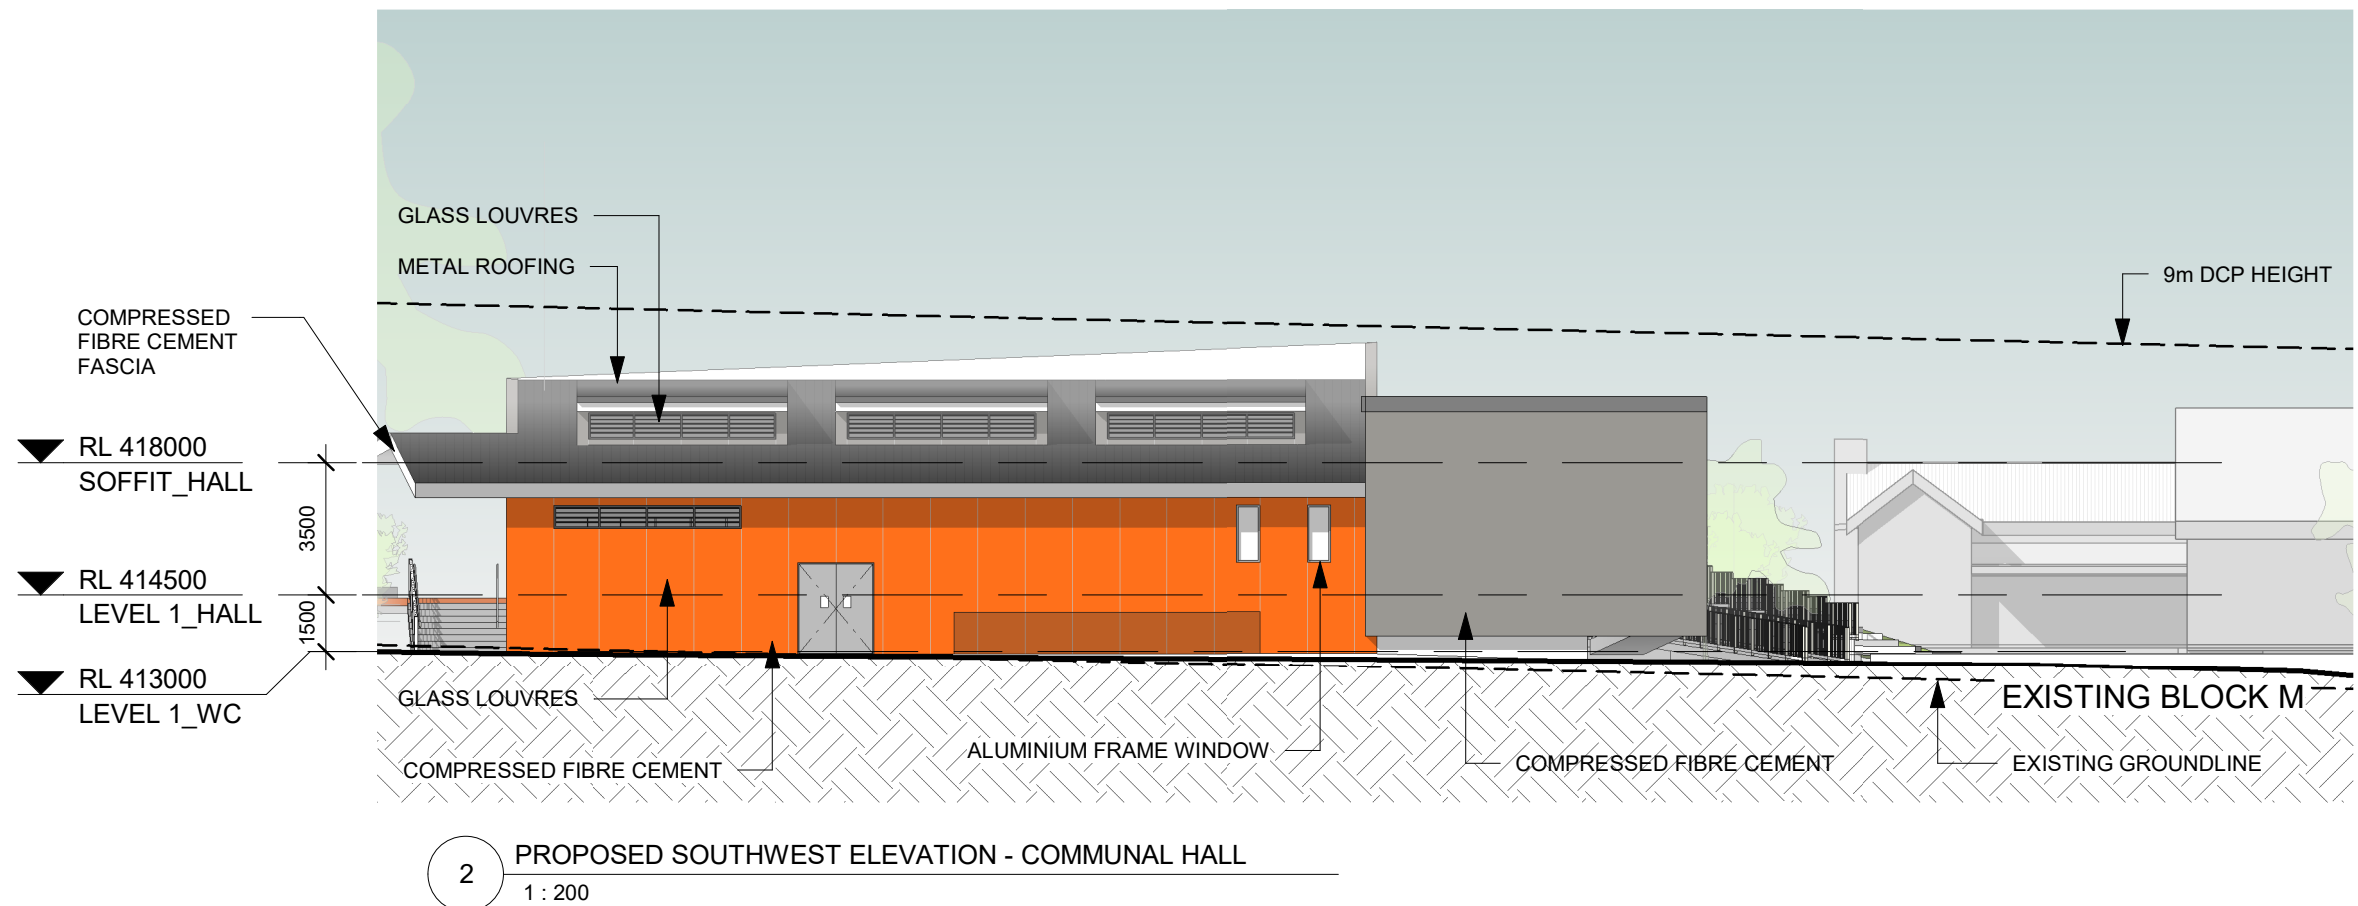 GLASS LOUVRES
METAL ROOFING
9m DCP HEIGHT
COMPRESSED
FIBRE CEMENT
FASCIA
RL 418000
SOFFIT_HALL
3500
RL 414500
LEVEL 1_HALL
1500
RL 413000
LEVEL 1_WC
GLASS LOUVRES
EXISTING BLOCK M
ALUMINIUM FRAME WINDOW
COMPRESSED FIBRE CEMENT
COMPRESSED FIBRE CEMENT
EXISTING GROUNDLINE
2
PROPOSED SOUTHWEST ELEVATION - COMMUNAL HALL
1 : 200